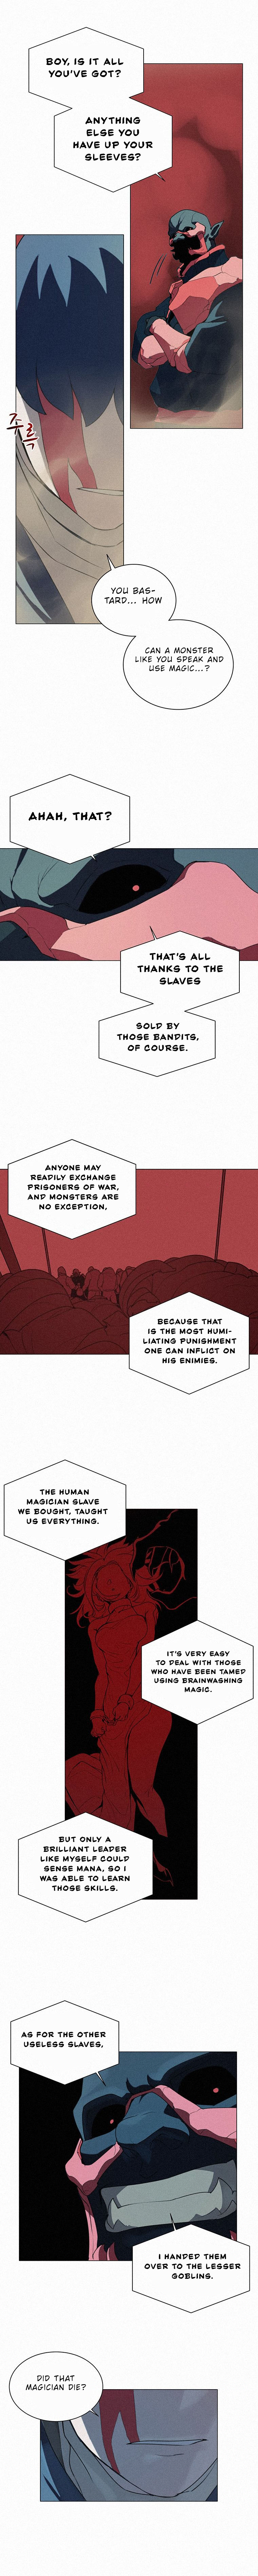 BOY, IS IT ALL
YOU'VE GOT?
ANYTHING
ELSE YOU
HAVE UP YOUR
SLEEVES?
주
륵
YOU BAS-
TARD... HOW
CAN A MONSTER
LIKE YOU SPEAK AND
USE MAGIC...?
AHAH, THAT?
THAT'S ALL
THANKS TO THE
SLAVES
SOLD BY
THOSE BANDITS,
OF COURSE.
ANYONE MAY
READILY EXCHANGE
PRISONERS OF WAR,
AND MONSTERS ARE
NO EXCEPTION,
BECAUSE THAT
IS THE MOST HUMI-
LIATING PUNISHMENT
ONE CAN INFLICT ON
HIS ENIMIES.
THE HUMAN
MAGICIAN SLAVE
WE BOUGHT, TAUGHT
US EVERYTHING.
IT'S VERY EASY
TO DEAL WITH THOSE
WHO HAVE BEEN TAMED
USING BRAINWASHING
MAGIC.
BUT ONLY A
BRILLIANT LEADER
LIKE MYSELF COULD
SENSE MANA, SO I
WAS ABLE TO LEARN
THOSE SKILLS.
AS FOR THE OTHER
USELESS SLAVES,
I HANDED THEM
OVER TO THE LESSER
GOBLINS.
DID THAT
MAGICIAN DIE?